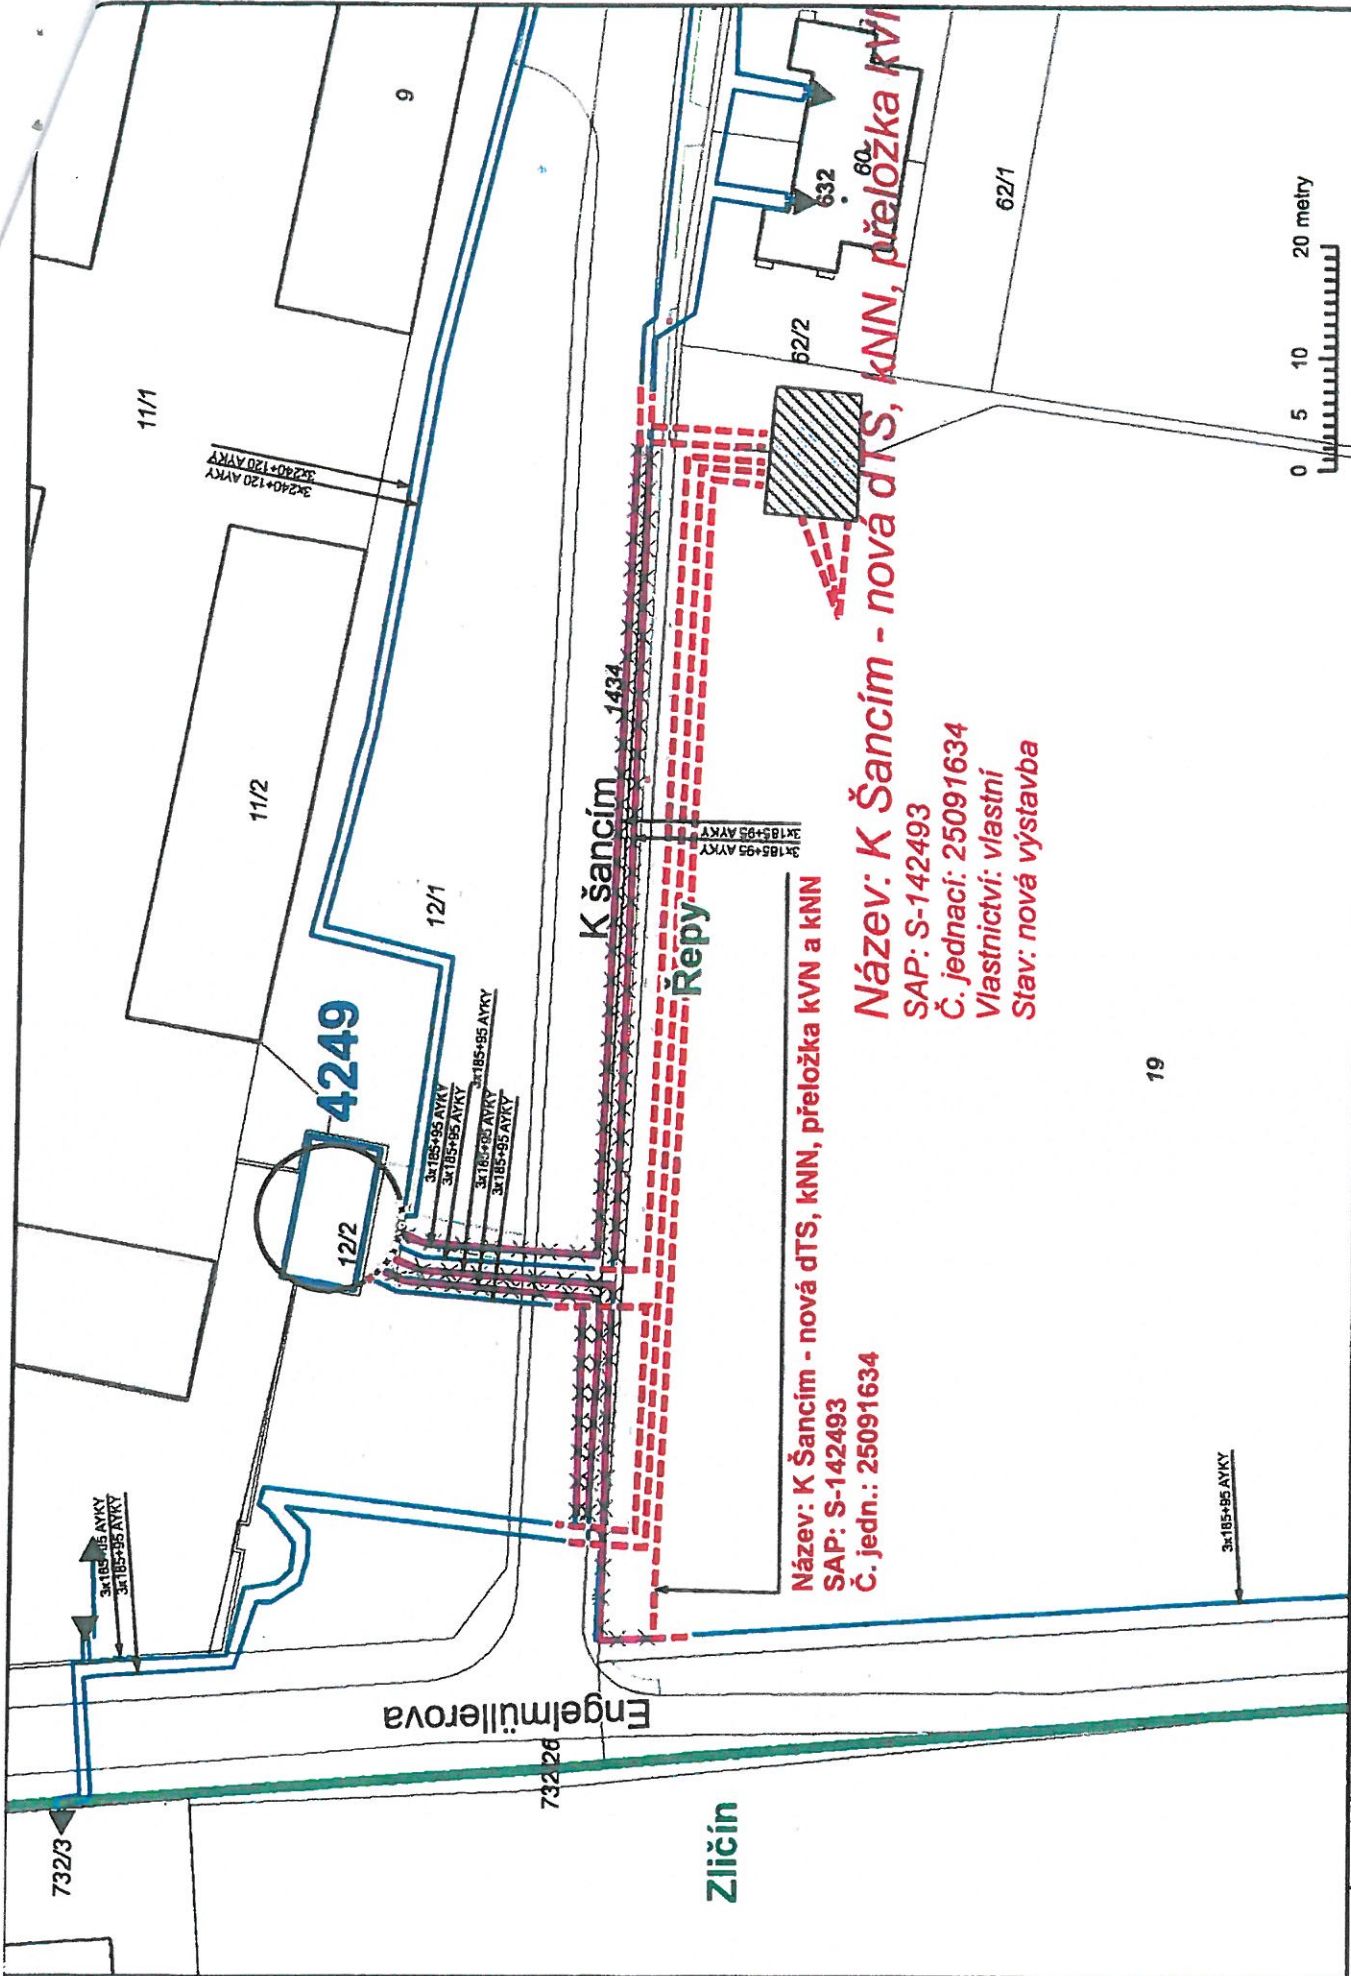 9
11/1
3x240+120 AYKY
3x240+120 AYKY
11/2
12/1
4249
12/2
3x185+95 AYKY
3x185+95 AYKY
3x185+95 AYKY
3x185+95 AYKY
3x185+95 AYKY
3x185+95 AYKY
3x185+95 AYKY
732/3
Engelmüllerova
732/26
Zličín
K šancím
1434
Řepy
3x185+95 AYKY
3x185+95 AYKY
632
60
62/1
62/2
Název: K Šancím - nová dTS, kNN, přeložka kVN a kNN
SAP: S-142493
Č. jedn.: 25091634
Název: K Šancím - nová dTS, kNN, přeložka
SAP: S-142493
Č. jednací: 25091634
Vlastnictví: vlastní
Stav: nová výstavba
19
3x185+95 AYKY
0 5 10 20 metry